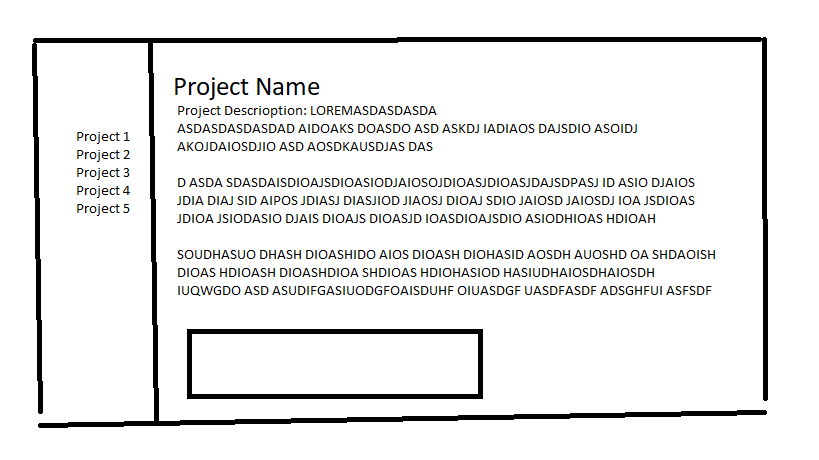 Project 1
Project 2
Project 3
Project 4
Project 5
Project Name
Project Descrioption: LOREMASDASDASDA
ASDASDASDASDAD AIDOAKS DOASDO ASD ASKDJ IADIAOS DAJSDIO ASOIDJ
AKOJDAIOSDJIO ASD AOSDKAUSDJAS DAS
D ASDA SDASDAISDIOAJSDIOASIODJAIOSOJDIOASJDIOASJDAJSDPASJ ID ASIO DJAIOS
JDIA DIAJ SID AIPOS JDIASJ DIASJIOD JIAOSJ DIOAJ SDIO JAIOSD JAIOSDJ IOA JSDIOAS
JDIOA JSIODASIO DJAIS DIOAJS DIOASJD IOASDIOAJSDIO ASIODHIOAS HDIOAH
SOUDHASUO DHASH DIOASHIDO AIOS DIOASH DIOHASID AOSDH AUOSHD OA SHDAOISH
DIOAS HDIOASH DIOASHDIOA SHDIOAS HDIOHASIOD HASIUDHAIOSDHAIOSDH
IUQWGDO ASD ASUDIFGASIUODGFOAISDUHF OIUASDGF UASDFASDF ADSGHFUI ASFSDF